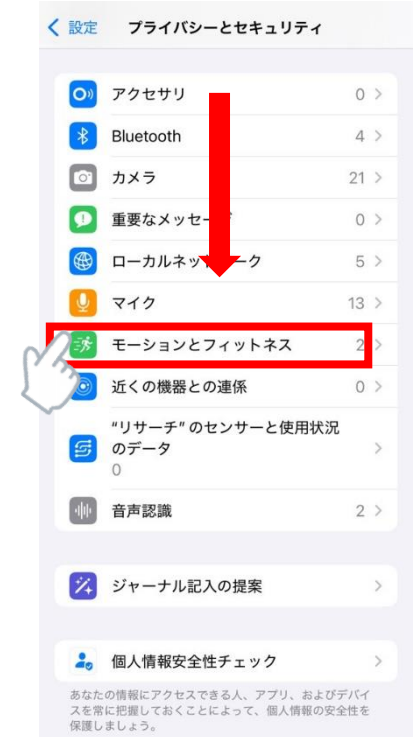 設定 プライバシーとセキュリティ
アクセサリ 0
Bluetooth 4
カメラ 21
重要なメッセージ 0
ローカルネットワーク 5
マイク 13
モーションとフィットネス 2
近くの機器との連係 0
“リサーチ”のセンサーと使用状況
のデータ
0
音声認識 2
ジャーナル記入の提案
個人情報安全性チェック
あなたの情報にアクセスできる人、アプリ、およびデバイ
スを常に把握しておくことによって、個人情報の安全性を
保護しましょう。